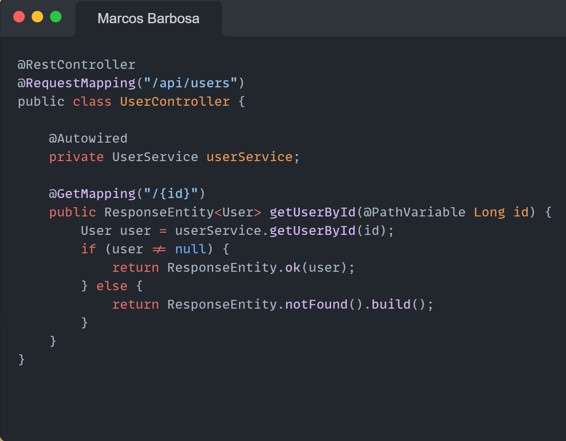 Marcos Barbosa
@RestController
@RequestMapping("/api/users")
public class UserController {
@Autowired
private UserService userService;
@GetMapping("/{id}")
public ResponseEntity<User> getUserById(@PathVariable Long id) {
User user = userService.getUserById(id);
if (user ≠ null) {
return ResponseEntity.ok(user);
} else {
return ResponseEntity.notFound().build();
}
}
}